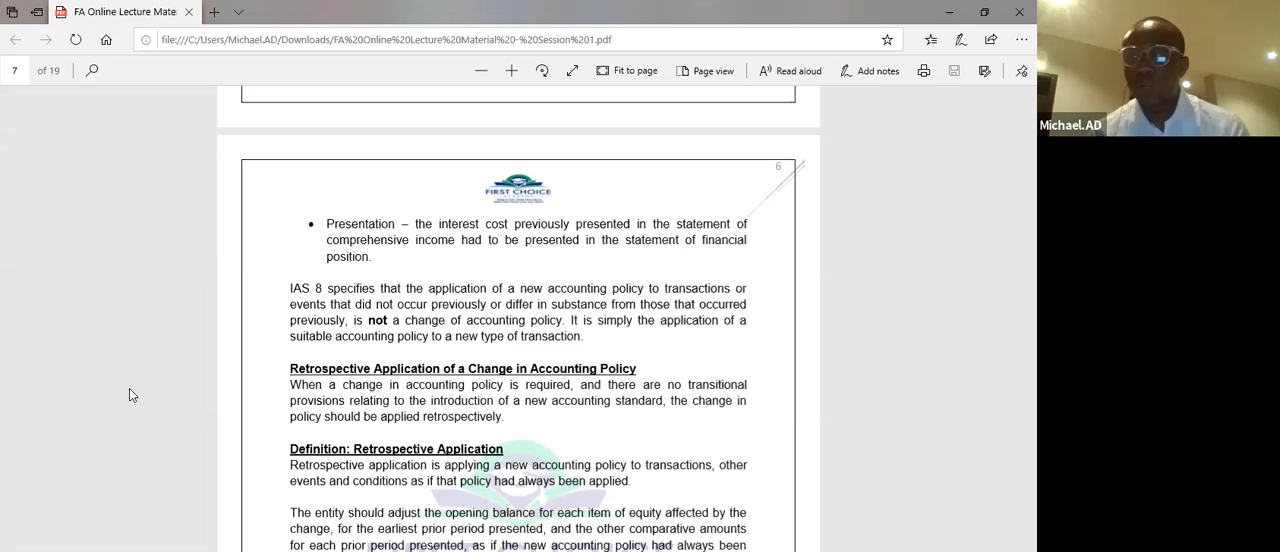 FA Online Lecture Mate
file:///C:/Users/Michael.AD/Downloads/FA%20Online%20Lecture%20Material%20-%20Session%201.pdf
7 of 19
Fit to page
Page view
Read aloud
Add notes
Michael.AD
6
FIRST CHOICE
• Presentation – the interest cost previously presented in the statement of
comprehensive income had to be presented in the statement of financial
position.
IAS 8 specifies that the application of a new accounting policy to transactions or
events that did not occur previously or differ in substance from those that occurred
previously, is not a change of accounting policy. It is simply the application of a
suitable accounting policy to a new type of transaction.
Retrospective Application of a Change in Accounting Policy
When a change in accounting policy is required, and there are no transitional
provisions relating to the introduction of a new accounting standard, the change in
policy should be applied retrospectively.
Definition: Retrospective Application
Retrospective application is applying a new accounting policy to transactions, other
events and conditions as if that policy had always been applied.
The entity should adjust the opening balance for each item of equity affected by the
change, for the earliest prior period presented, and the other comparative amounts
for each prior period presented, as if the new accounting policy had always been